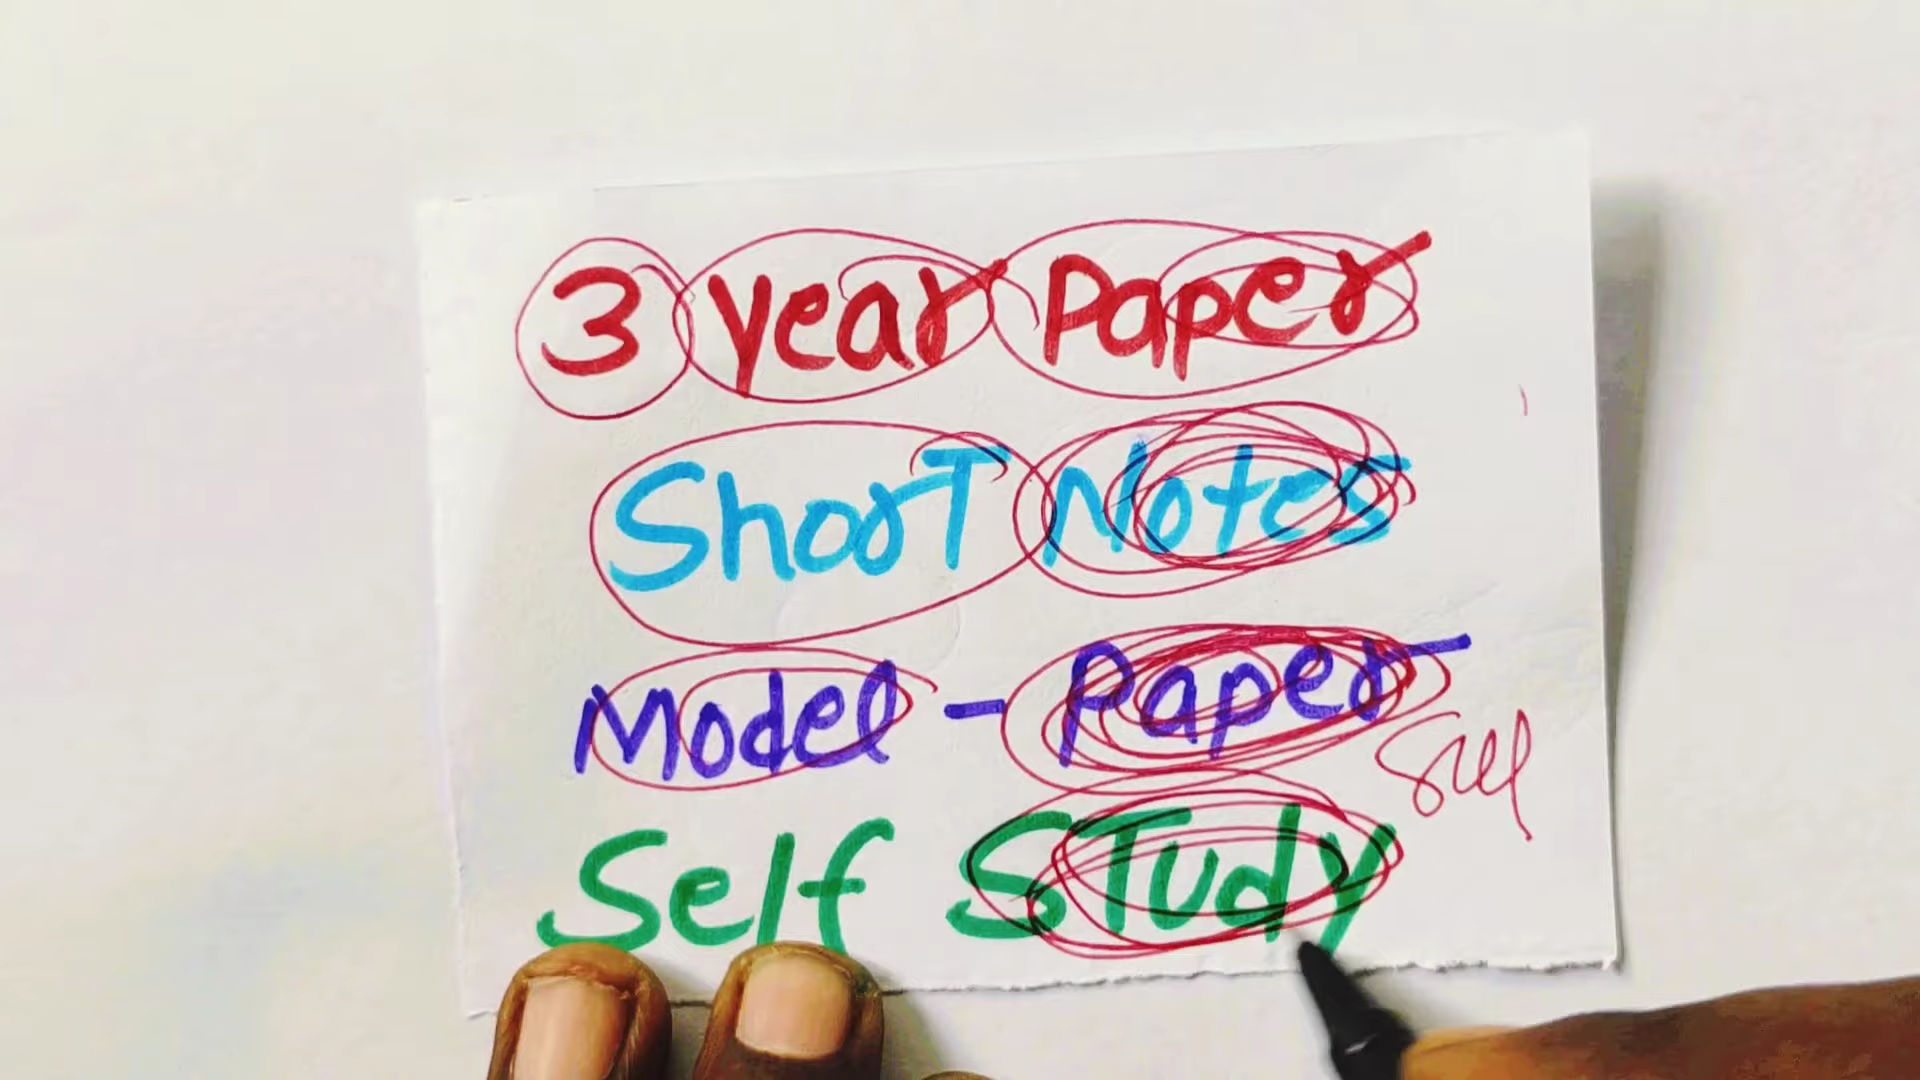 3 Year Paper
Short Notes
Model - Paper
Self Study